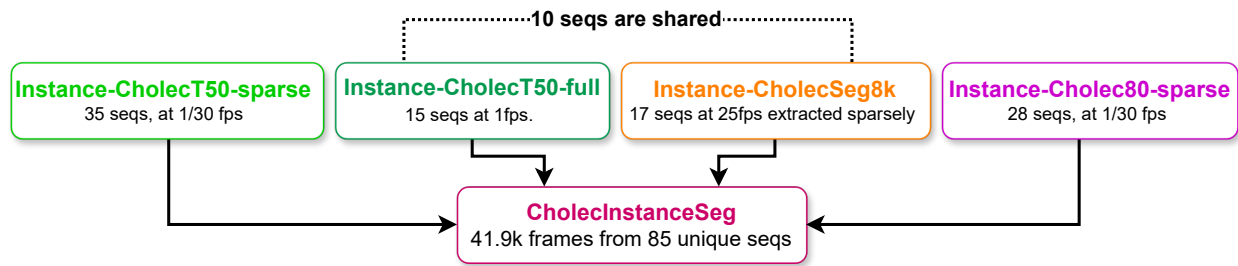 10 seqs are shared
Instance-CholecT50-sparse
35 seqs, at 1/30 fps
Instance-CholecT50-full
15 seqs at 1fps.
Instance-CholecSeg8k
17 seqs at 25fps extracted sparsely
Instance-Cholec80-sparse
28 seqs, at 1/30 fps
CholecInstanceSeg
41.9k frames from 85 unique seqs